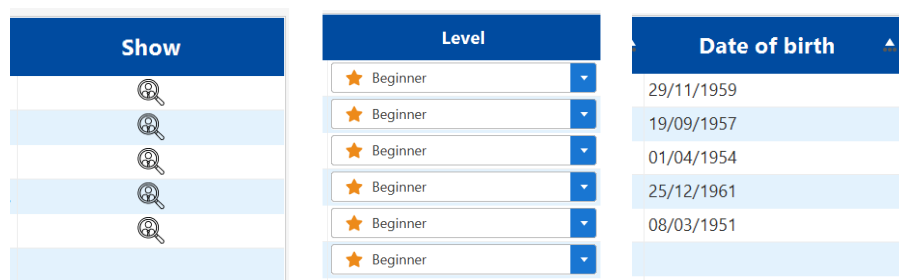 Show
Level
Beginner
Beginner
Beginner
Beginner
Beginner
Beginner
Date of birth
29/11/1959
19/09/1957
01/04/1954
25/12/1961
08/03/1951